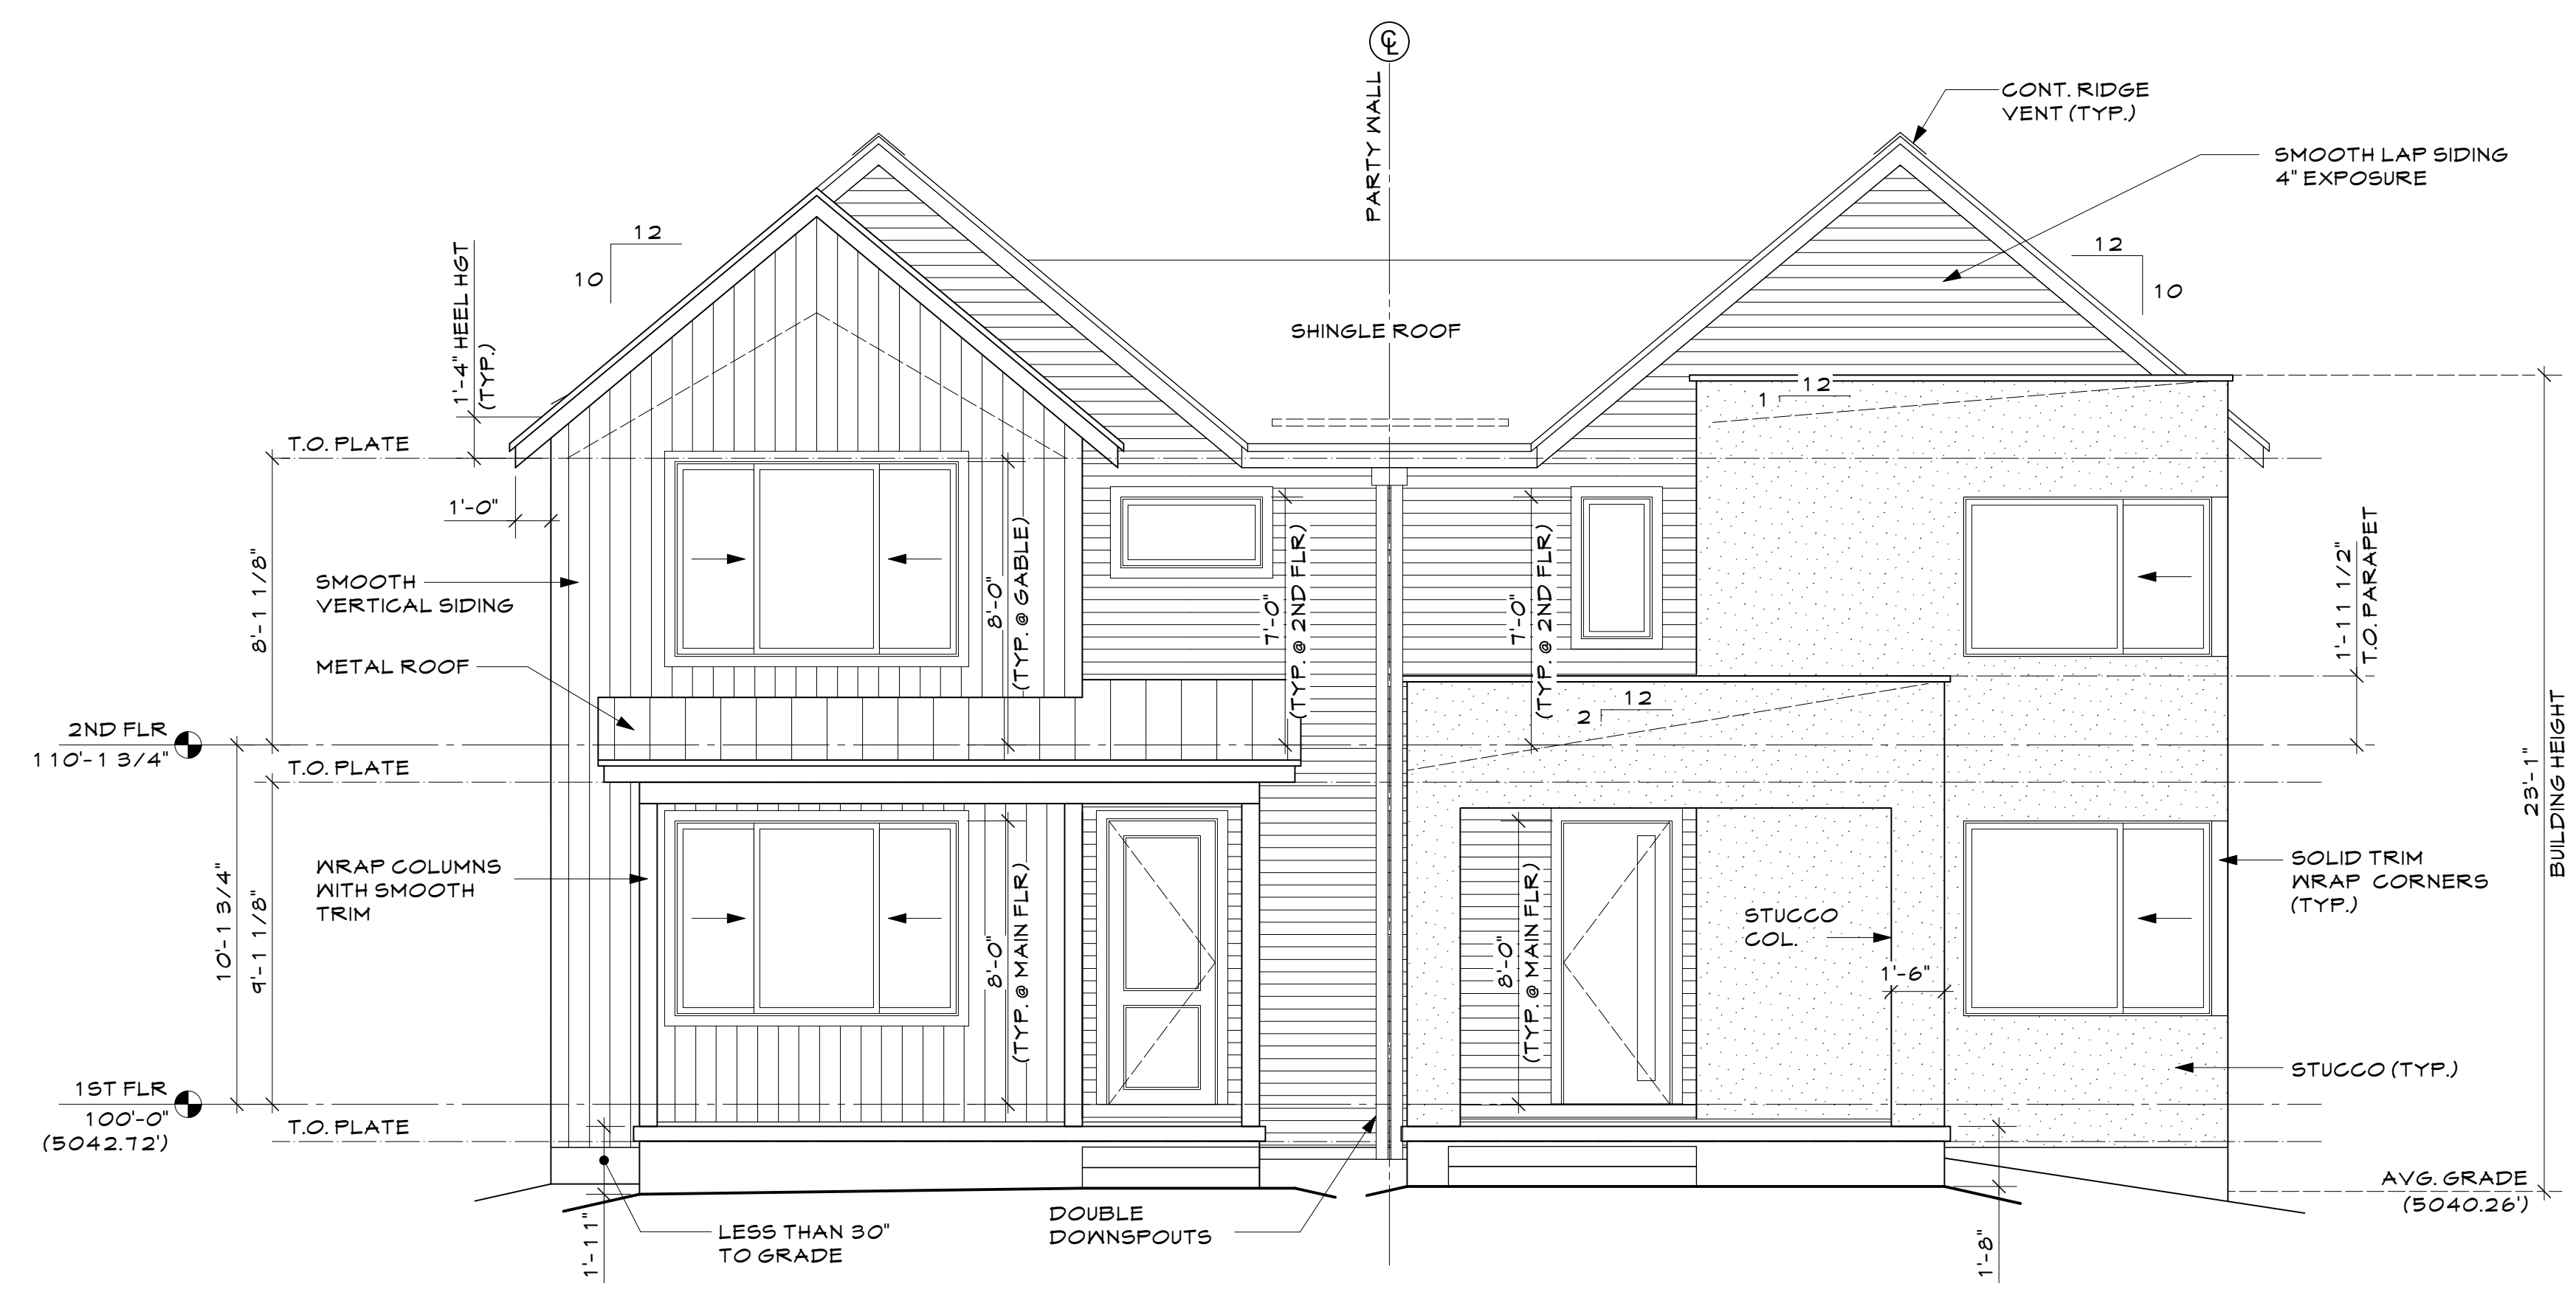 ℄
PARTY WALL
CONT. RIDGE
VENT (TYP.)
SMOOTH LAP SIDING
4" EXPOSURE
12
10
12
10
1'-4" HEEL HGT
(TYP.)
SHINGLE ROOF
12
1
T.O. PLATE
1'-0"
8'-1 1/8"
SMOOTH
VERTICAL SIDING
METAL ROOF
8'-0"
(TYP. @ GABLE)
7'-0"
(TYP. @ 2ND FLR)
7'-0"
(TYP. @ 2ND FLR)
1'-11 1/2"
T.O. PARAPET
12
2
2ND FLR
110'-1 3/4"
T.O. PLATE
23'-1"
BUILDING HEIGHT
10'-1 3/4"
9'-1 1/8"
WRAP COLUMNS
WITH SMOOTH
TRIM
8'-0"
(TYP. @ MAIN FLR)
8'-0"
(TYP. @ MAIN FLR)
STUCCO
COL.
1'-6"
SOLID TRIM
WRAP CORNERS
(TYP.)
STUCCO (TYP.)
1ST FLR
100'-0"
(5042.72')
T.O. PLATE
AVG. GRADE
(5040.26')
1'-11"
LESS THAN 30"
TO GRADE
DOUBLE
DOWNSPOUTS
1'-8"